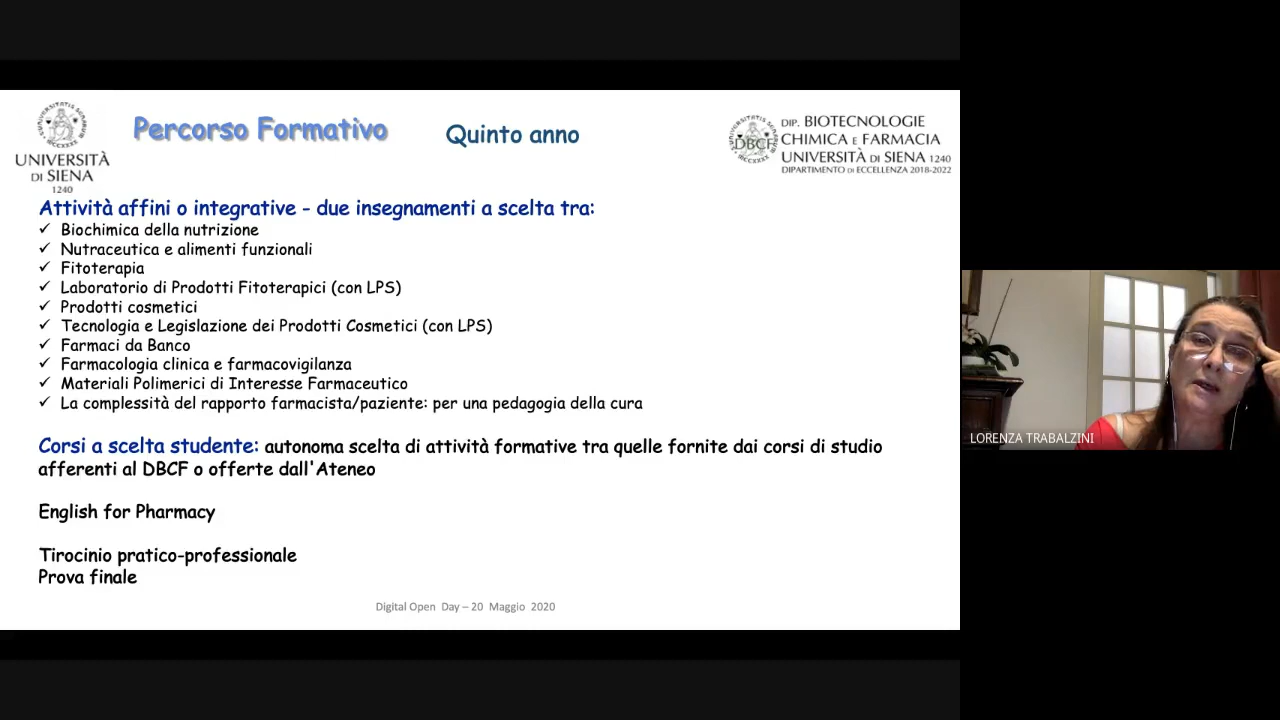 Percorso Formativo
Quinto anno
UNIVERSITÀ
DI SIENA
1240
DBCF
DIP. BIOTECNOLOGIE
CHIMICA E FARMACIA
UNIVERSITÀ DI SIENA 1240
DIPARTIMENTO DI ECCELLENZA 2018-2022
Attività affini o integrative - due insegnamenti a scelta tra:
✓ Biochimica della nutrizione
✓ Nutraceutica e alimenti funzionali
✓ Fitoterapia
✓ Laboratorio di Prodotti Fitoterapici (con LPS)
✓ Prodotti cosmetici
✓ Tecnologia e Legislazione dei Prodotti Cosmetici (con LPS)
✓ Farmaci da Banco
✓ Farmacologia clinica e farmacovigilanza
✓ Materiali Polimerici di Interesse Farmaceutico
✓ La complessità del rapporto farmacista/paziente: per una pedagogia della cura
Corsi a scelta studente: autonoma scelta di attività formative tra quelle fornite dai corsi di studio
afferenti al DBCF o offerte dall'Ateneo
English for Pharmacy
Tirocinio pratico-professionale
Prova finale
Digital Open Day – 20 Maggio 2020
LORENZA TRABALZINI